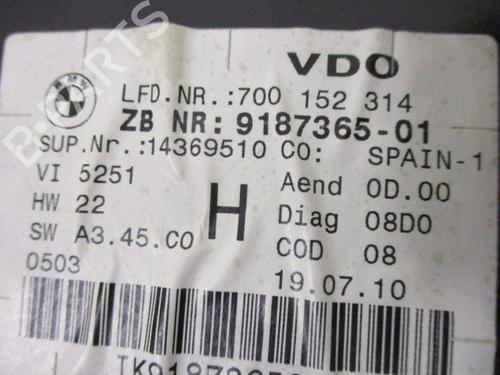 BMW
VDO
LFD.NR.:700 152 314
ZB NR: 9187365-01
SUP.Nr.:14369510 CO: SPAIN-1
VI 5251 Aend 0D.00
HW 22 H Diag 08D0
SW A3.45.C0 COD 08
0503 19.07.10